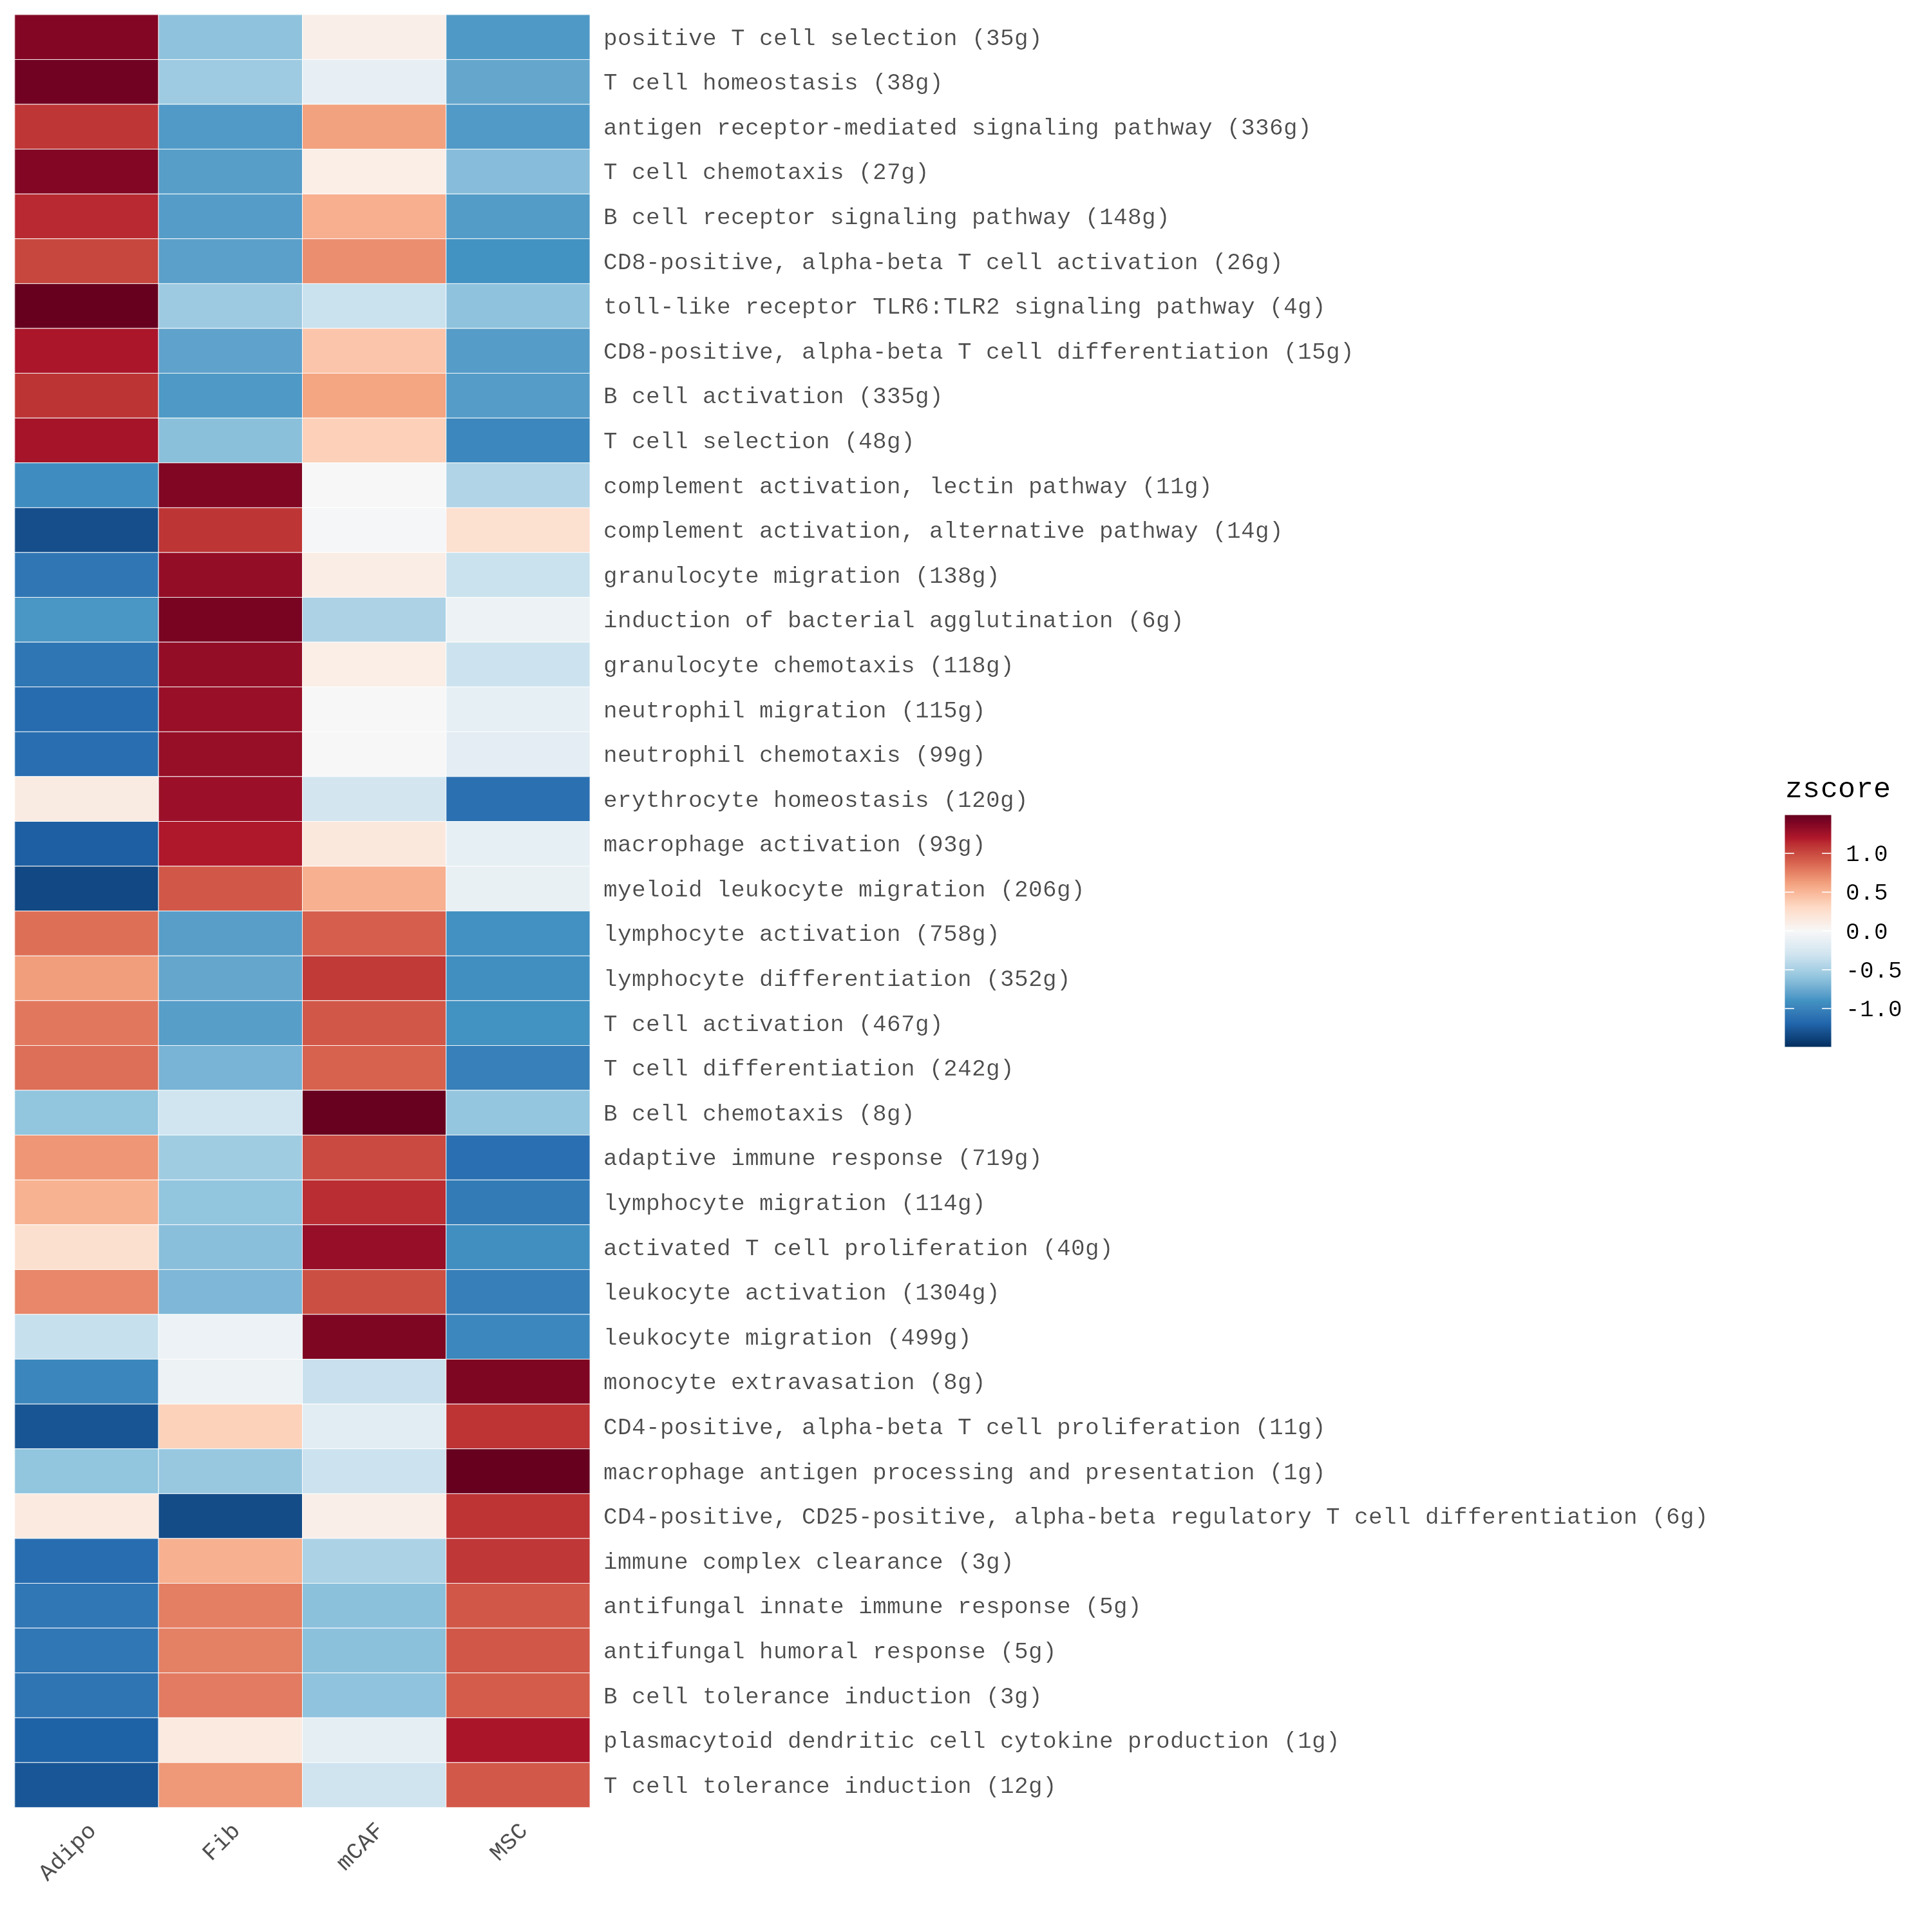 positive T cell selection (35g)
T cell homeostasis (38g)
antigen receptor-mediated signaling pathway (336g)
T cell chemotaxis (27g)
B cell receptor signaling pathway (148g)
CD8-positive, alpha-beta T cell activation (26g)
toll-like receptor TLR6:TLR2 signaling pathway (4g)
CD8-positive, alpha-beta T cell differentiation (15g)
B cell activation (335g)
T cell selection (48g)
complement activation, lectin pathway (11g)
complement activation, alternative pathway (14g)
granulocyte migration (138g)
induction of bacterial agglutination (6g)
granulocyte chemotaxis (118g)
neutrophil migration (115g)
neutrophil chemotaxis (99g)
erythrocyte homeostasis (120g)
macrophage activation (93g)
myeloid leukocyte migration (206g)
lymphocyte activation (758g)
lymphocyte differentiation (352g)
T cell activation (467g)
T cell differentiation (242g)
B cell chemotaxis (8g)
adaptive immune response (719g)
lymphocyte migration (114g)
activated T cell proliferation (40g)
leukocyte activation (1304g)
leukocyte migration (499g)
monocyte extravasation (8g)
CD4-positive, alpha-beta T cell proliferation (11g)
macrophage antigen processing and presentation (1g)
CD4-positive, CD25-positive, alpha-beta regulatory T cell differentiation (6g)
immune complex clearance (3g)
antifungal innate immune response (5g)
antifungal humoral response (5g)
B cell tolerance induction (3g)
plasmacytoid dendritic cell cytokine production (1g)
T cell tolerance induction (12g)
Adipo
Fib
mCAF
MSC
zscore
1.0
0.5
0.0
-0.5
-1.0